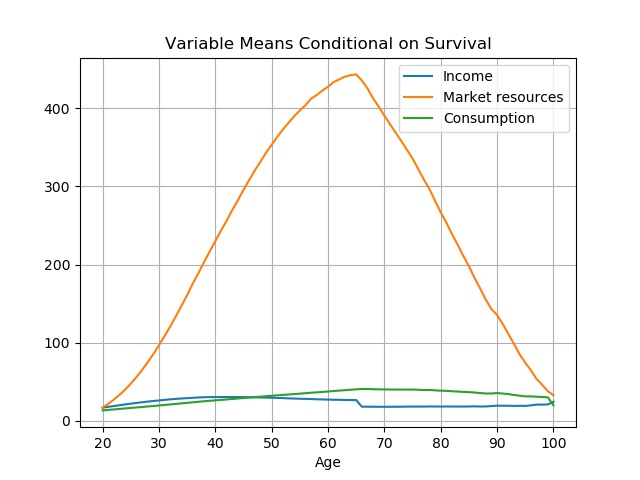 Variable Means Conditional on Survival
Income
Market resources
Consumption
400
300
200
100
0
20 30 40 50 60 70 80 90 100
Age